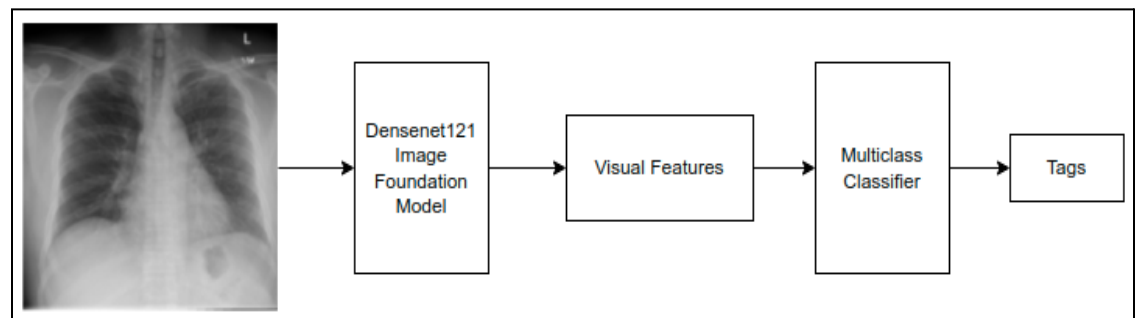 L
Densenet121
Image
Foundation
Model
Visual Features
Multiclass
Classifier
Tags